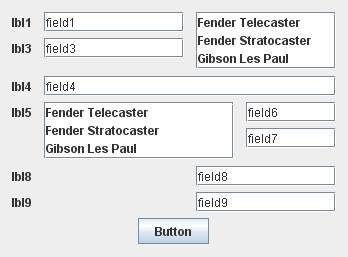 lbl1 field1 Fender Telecaster
Fender Stratocaster
lbl3 field3
Gibson Les Paul
lbl4 field4
lbl5 Fender Telecaster field6
Fender Stratocaster
field7
Gibson Les Paul
lbl8 field8
lbl9 field9
Button